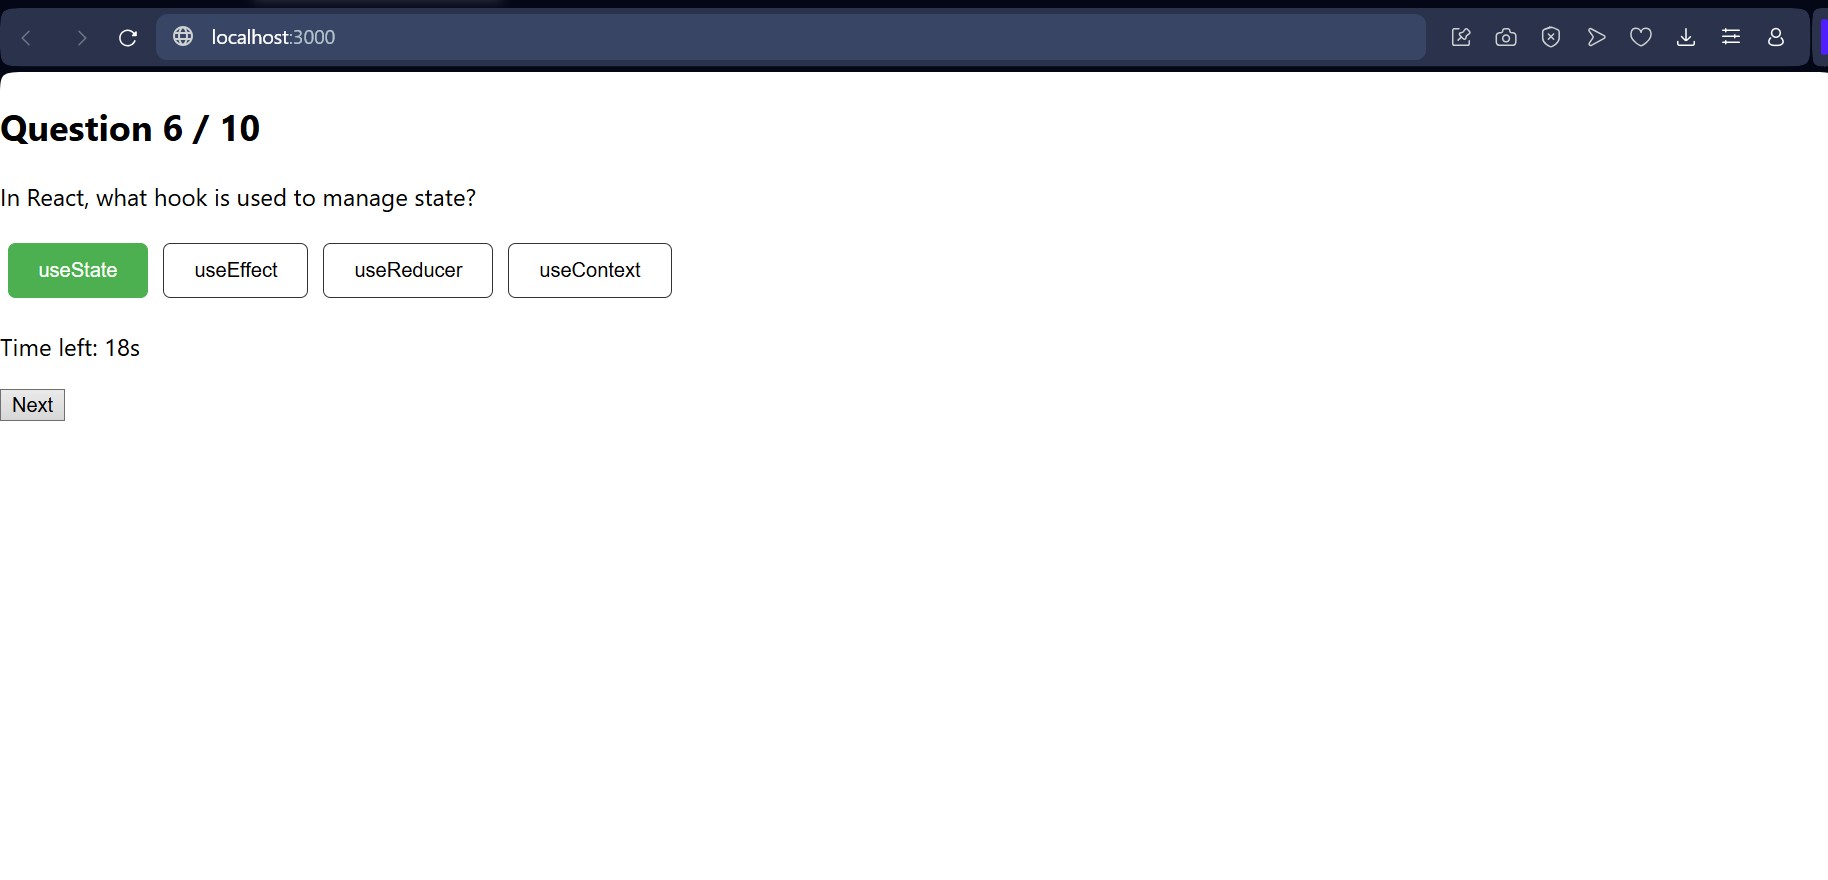 localhost:3000
Question 6 / 10
In React, what hook is used to manage state?
useState useEffect useReducer useContext
Time left: 18s
Next